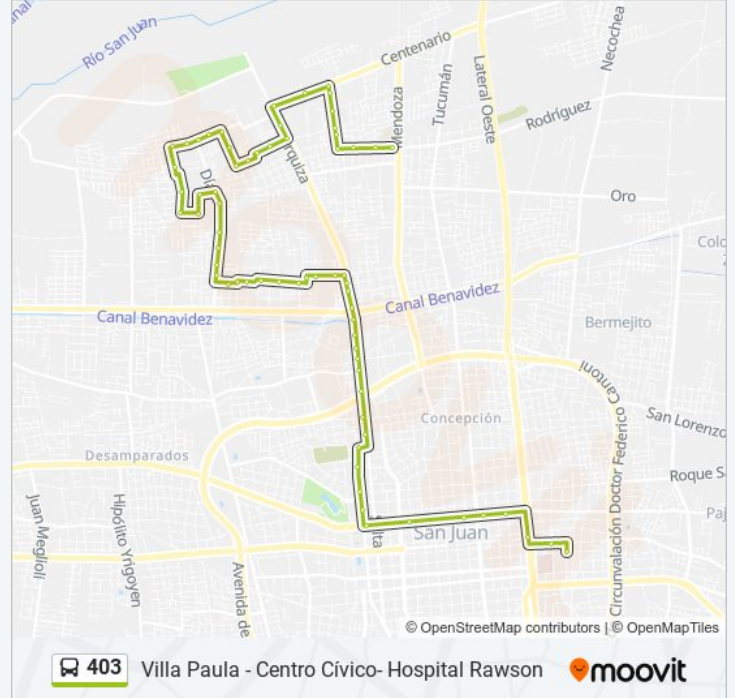 Río San Juan
Centenario
Necochea
Tucumán
Lateral Oeste
Mendoza
Rodríguez
Oro
Canal Benavidez
Canal Benavidez
Bermejito
Circunvalación Doctor Federico Cantoni
Concepción
San Lorenzo
Desamparados
Roque S
Juan Meglioli
Hipólito Yrigoyen
San Juan
Avenida de
© OpenStreetMap contributors | © OpenMapTiles
403 Villa Paula - Centro Cívico- Hospital Rawson
moovit